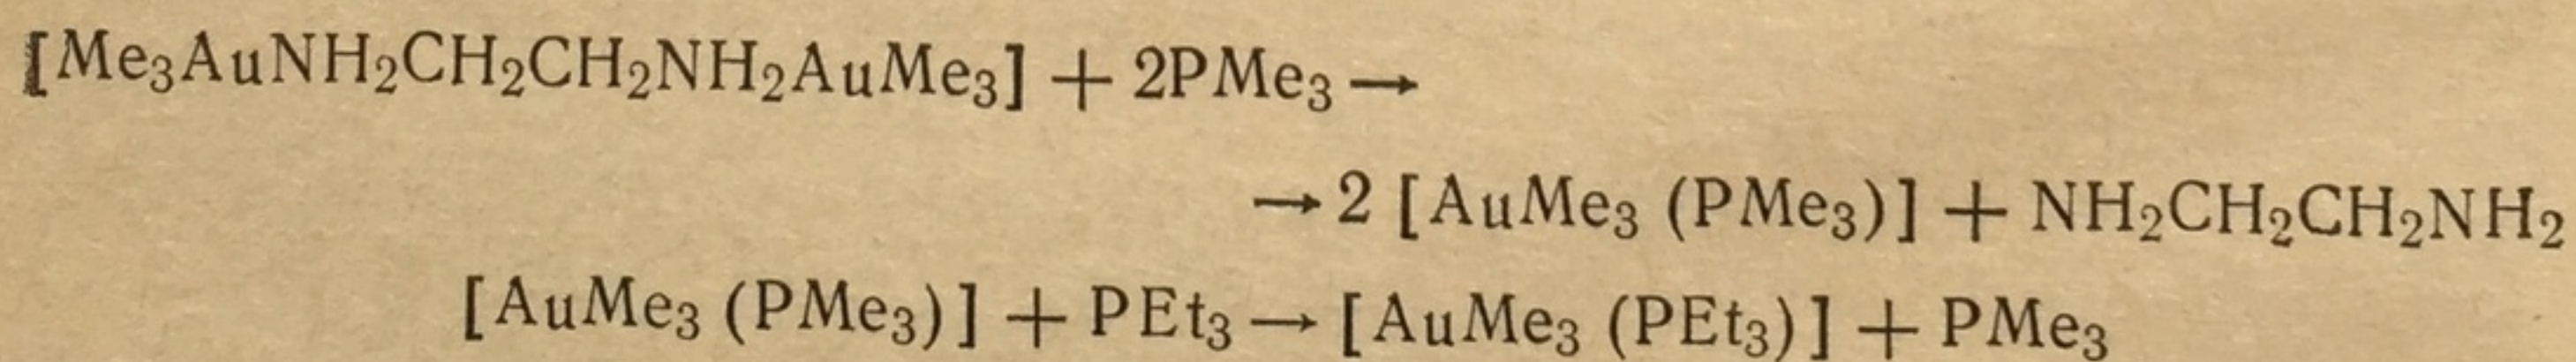 [Me₃AuNH₂CH₂CH₂NH₂AuMe₃] + 2PMe₃ →
→ 2 [AuMe₃ (PMe₃)] + NH₂CH₂CH₂NH₂
[AuMe₃ (PMe₃)] + PEt₃ → [AuMe₃ (PEt₃)] + PMe₃